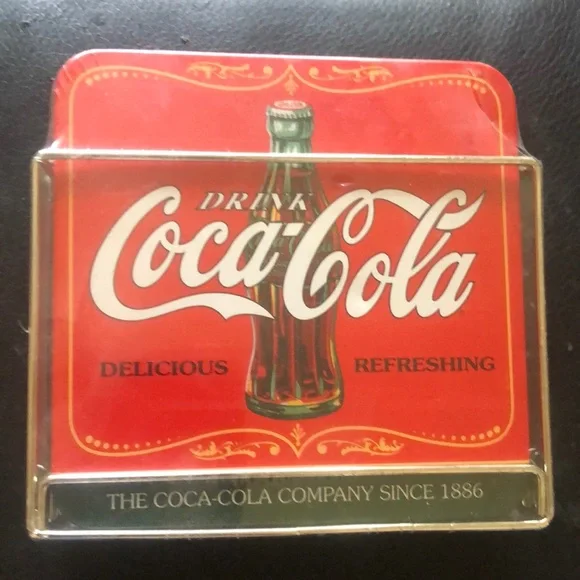 DRINK
Coca-Cola
DELICIOUS REFRESHING
THE COCA-COLA COMPANY SINCE 1886